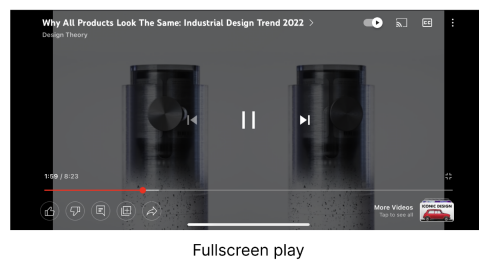 Why All Products Look The Same: Industrial Design Trend 2022
Design Theory
CC
1:59 / 8:23
More Videos
Tap to see all
ICONIC DESIGN
Fullscreen play